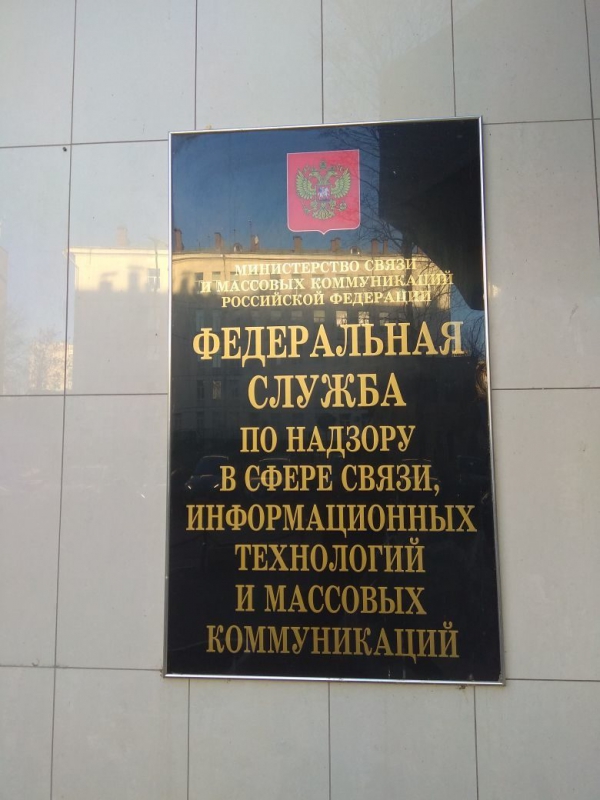 МИНИСТЕРСТВО СВЯЗИ
И МАССОВЫХ КОММУНИКАЦИЙ
РОССИЙСКОЙ ФЕДЕРАЦИИ
ФЕДЕРАЛЬНАЯ
СЛУЖБА
ПО НАДЗОРУ
В СФЕРЕ СВЯЗИ,
ИНФОРМАЦИОННЫХ
ТЕХНОЛОГИЙ
И МАССОВЫХ
КОММУНИКАЦИЙ